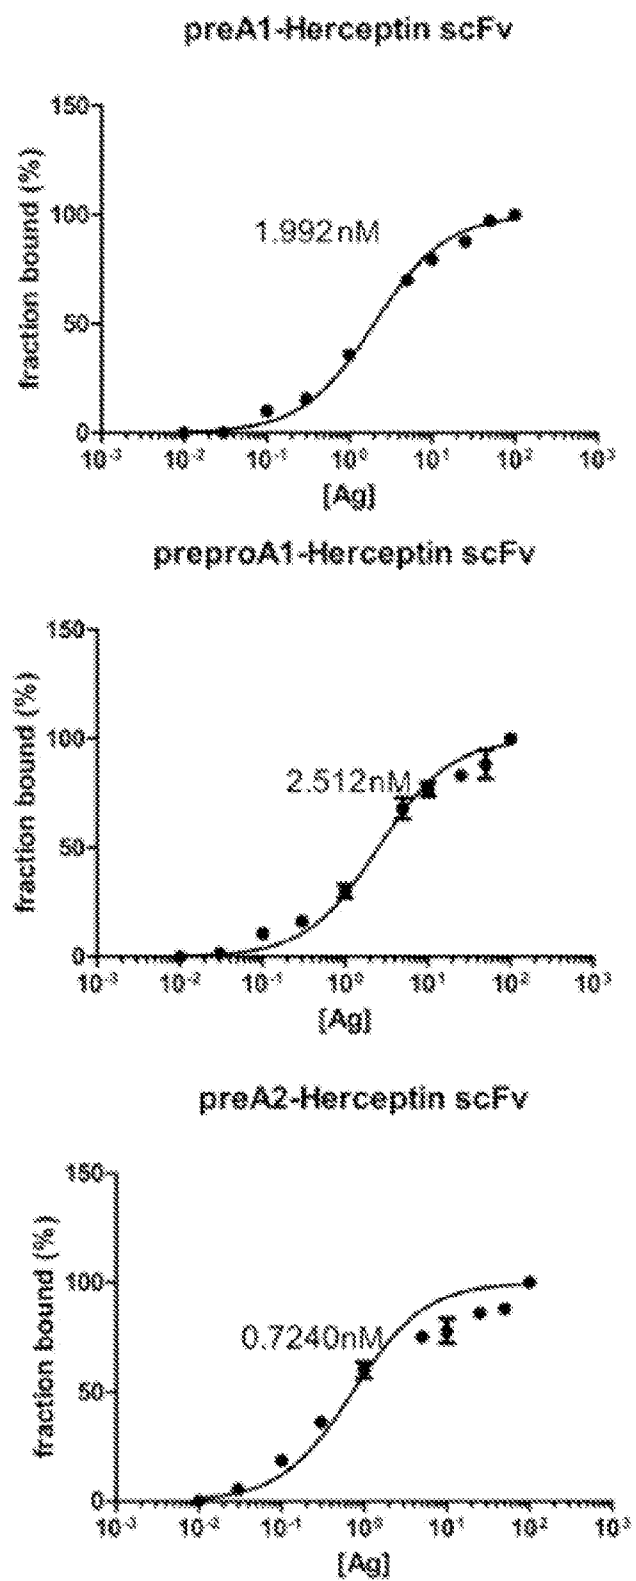 preA1-Herceptin scFv
150
100
50
0
fraction bound (%)
1.992nM
10-3 10-2 10-1 100 101 102 103
[Ag]
preproA1-Herceptin scFv
150
100
50
0
fraction bound (%)
2.512nM
10-3 10-2 10-1 100 101 102 103
[Ag]
preA2-Herceptin scFv
150
100
50
0
fraction bound (%)
0.7240nM
10-3 10-2 10-1 100 101 102 103
[Ag]